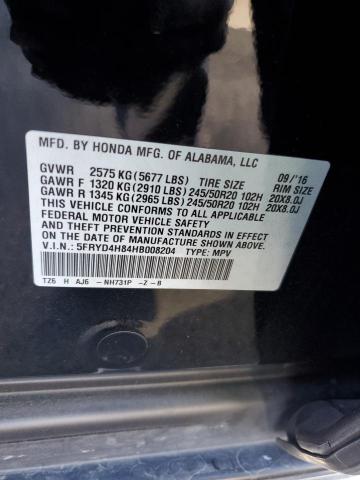 MFD. BY HONDA MFG. OF ALABAMA, LLC 09/'16
GVWR 2575 KG (5677 LBS) TIRE SIZE RIM SIZE
GAWR F 1320 KG (2910 LBS) 245/50R20 102H 20X8.0J
GAWR R 1345 KG (2965 LBS) 245/50R20 102H 20X8.0J
THIS VEHICLE CONFORMS TO ALL APPLICABLE
FEDERAL MOTOR VEHICLE SAFETY STANDARDS IN
EFFECT ON THE DATE OF MANUFACTURE SHOWN ABOVE.
V.I.N.: 5FRYD4H84HB008204 TYPE: MPV
TZ6 H AJ6 -NH731P -Z -B